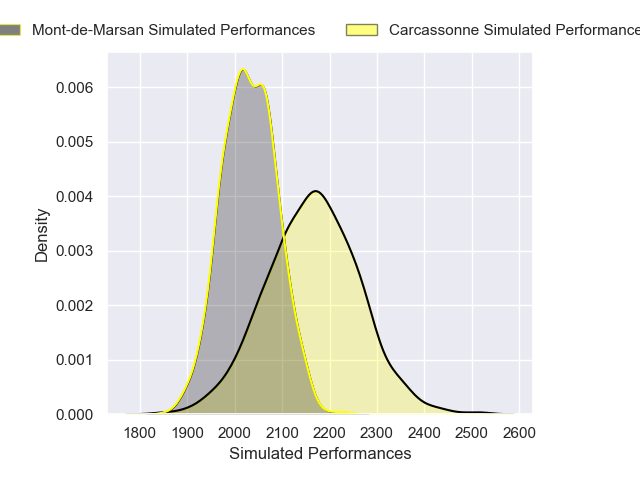 Mont-de-Marsan Simulated Performances Carcassonne Simulated Performance
0.006
0.005
0.004
0.003
0.002
0.001
0.000
Density
1800 1900 2000 2100 2200 2300 2400 2500 2600
Simulated Performances